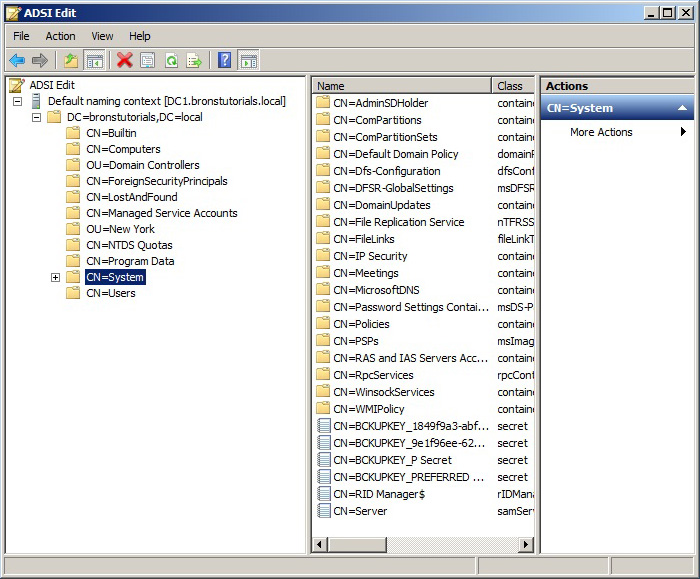 ADSI Edit
File Action View Help
ADSI Edit
Default naming context [DC1.bronstutorials.local]
DC=bronstutorials,DC=local
CN=Builtin
CN=Computers
OU=Domain Controllers
CN=ForeignSecurityPrincipals
CN=LostAndFound
CN=Managed Service Accounts
OU=New York
CN=NTDS Quotas
CN=Program Data
CN=System
CN=Users
Name Class
CN=AdminSDHolder containe
CN=ComPartitions containe
CN=ComPartitionSets containe
CN=Default Domain Policy domainP
CN=Dfs-Configuration dfsConf
CN=DFSR-GlobalSettings msDFSR
CN=DomainUpdates containe
CN=File Replication Service nTFRSS
CN=FileLinks fileLinkT
CN=IP Security containe
CN=Meetings containe
CN=MicrosoftDNS containe
CN=Password Settings Contai... msDS-P
CN=Policies containe
CN=PSPs msImag
CN=RAS and IAS Servers Acc... containe
CN=RpcServices rpcCont
CN=WinsockServices containe
CN=WMIPolicy containe
CN=BCKUPKEY_1849f9a3-abf... secret
CN=BCKUPKEY_9e1f96ee-62... secret
CN=BCKUPKEY_P Secret secret
CN=BCKUPKEY_PREFERRED ... secret
CN=RID Manager$ rIDMana
CN=Server samServ
Actions
CN=System
More Actions